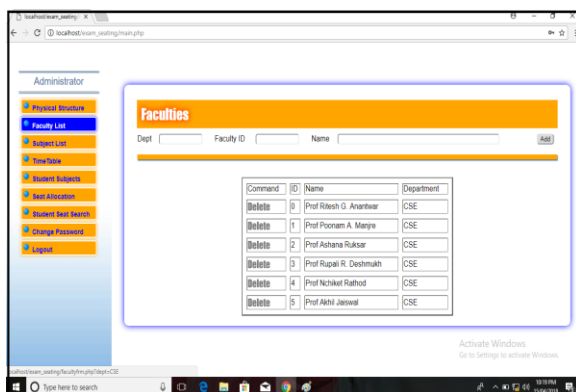 localhost/exam_seating/ X
localhost/exam_seating/main.php
Administrator
Physical Structure
Faculty List
Subject List
TimeTable
Student Subjects
Seat Allocation
Student Seat Search
Change Password
Logout
Faculties
Dept Faculty ID Name Add
Command ID Name Department
Delete 0 Prof Ritesh G. Anantwar CSE
Delete 1 Prof Poonam A. Manjre CSE
Delete 2 Prof Ashana Ruksar CSE
Delete 3 Prof Rupali R. Deshmukh CSE
Delete 4 Prof Nchiket Rathod CSE
Delete 5 Prof Akhil Jaiswal CSE
Activate Windows
Go to Settings to activate Windows.
localhost/exam_seating/facultyfrm.php?dept=CSE
Type here to search
10:19 PM